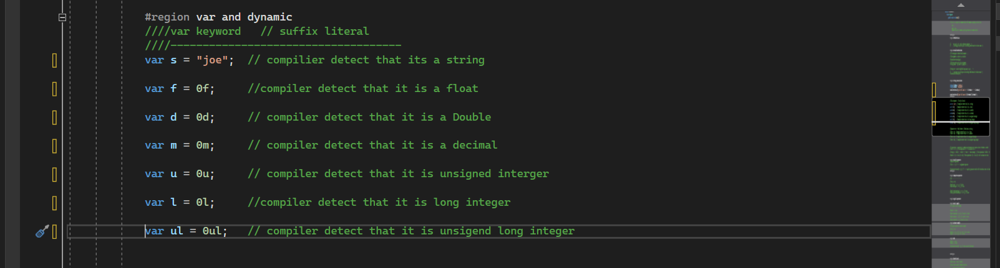 #region var and dynamic
////var keyword   // suffix literal
////------------------------------------
var s = "joe";  // compilier detect that its a string
var f = 0f;     //compiler detect that it is a float
var d = 0d;     // compiler detect that it is a Double
var m = 0m;     // compiler detect that it is a decimal
var u = 0u;     // compiler detect that it is unsigned interger
var l = 0l;     //compiler detect that it is long integer
var ul = 0ul;   // compiler detect that it is unsigend long integer